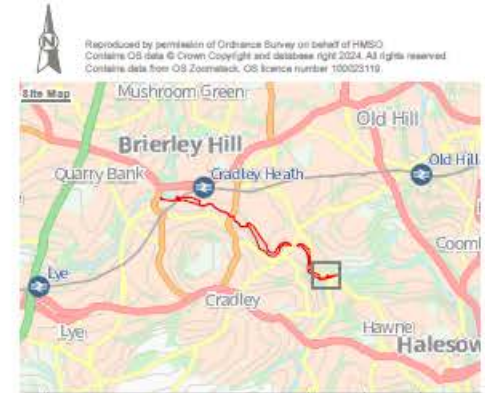 N
Reproduced by permission of Ordnance Survey on behalf of HMSO
Contains OS data © Crown Copyright and database right 2024. All rights reserved
Contains data from OS Zoomstack. OS licence number 100023119
Site Map
Mushroom Green
Old Hill
Brierley Hill
Quarry Bank
Cradley Heath
Old Hill
Cooml
Lye
Cradley
Lye
Hawne
Halesow